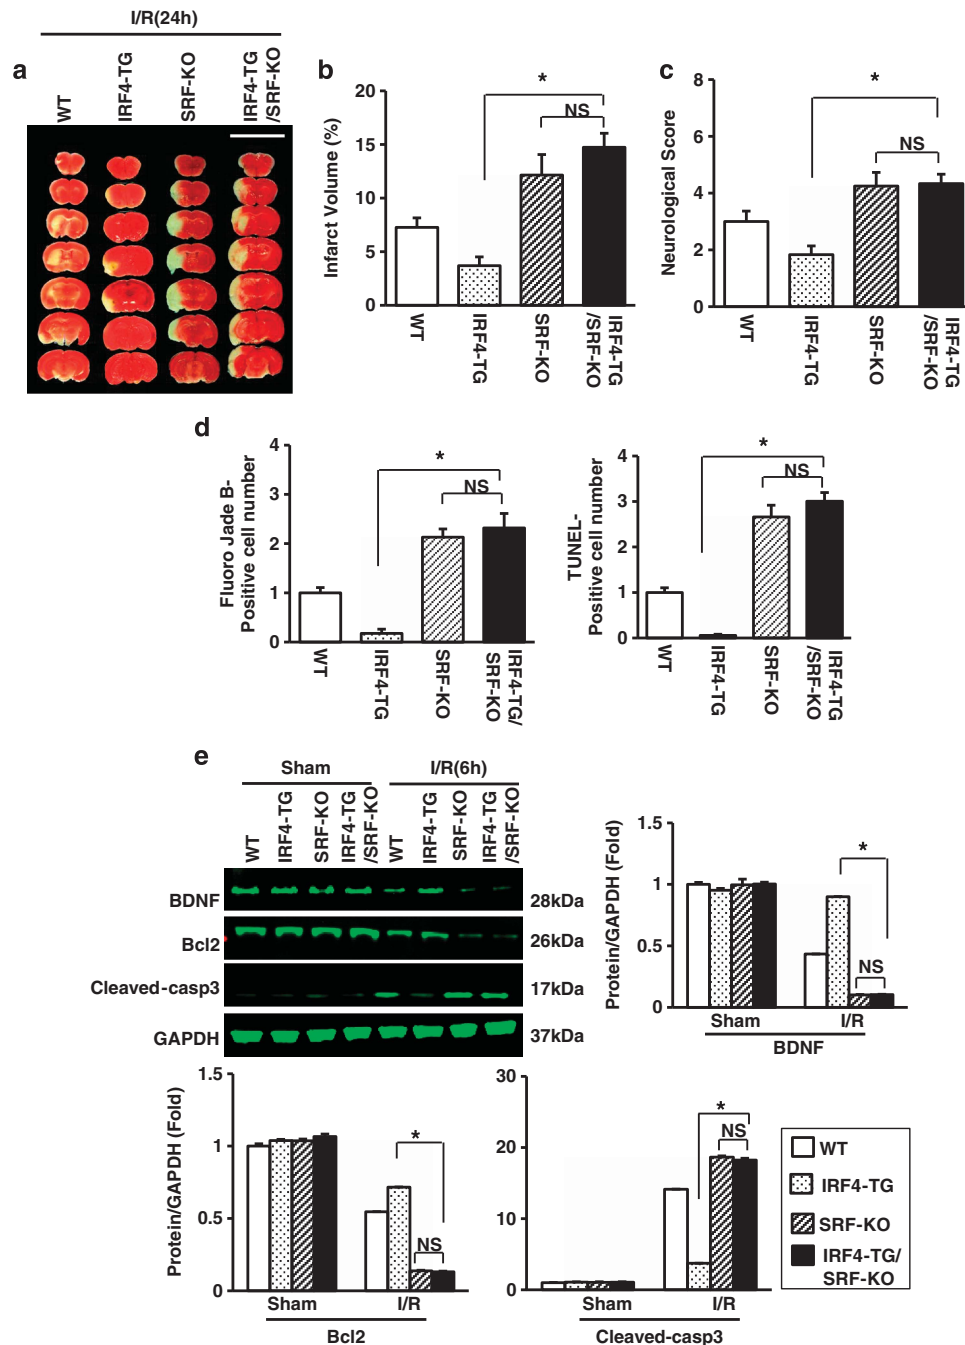 I/R(24h)
a
WT
IRF4-TG
SRF-KO
IRF4-TG
/SRF-KO
b
Infarct Volume (%)
20
15
10
5
0
*
NS
WT
IRF4-TG
SRF-KO
IRF4-TG
/SRF-KO
c
Neurological Score
8
6
4
2
0
*
NS
WT
IRF4-TG
SRF-KO
IRF4-TG
/SRF-KO
d
Fluoro Jade B-
Positive cell number
4
3
2
1
0
*
NS
WT
IRF4-TG
SRF-KO
IRF4-TG/
SRF-KO
TUNEL-
Positive cell number
4
3
2
1
0
*
NS
WT
IRF4-TG
SRF-KO
IRF4-TG
/SRF-KO
e
Sham
I/R(6h)
WT
IRF4-TG
SRF-KO
IRF4-TG
/SRF-KO
WT
IRF4-TG
SRF-KO
IRF4-TG
/SRF-KO
BDNF
28kDa
Bcl2
26kDa
Cleaved-casp3
17kDa
GAPDH
37kDa
Protein/GAPDH (Fold)
1.5
1
0.5
0
*
NS
Sham
I/R
BDNF
Protein/GAPDH (Fold)
1.5
1
0.5
0
*
NS
Sham
I/R
Bcl2
30
20
10
0
*
NS
Sham
I/R
Cleaved-casp3
WT
IRF4-TG
SRF-KO
IRF4-TG/
SRF-KO